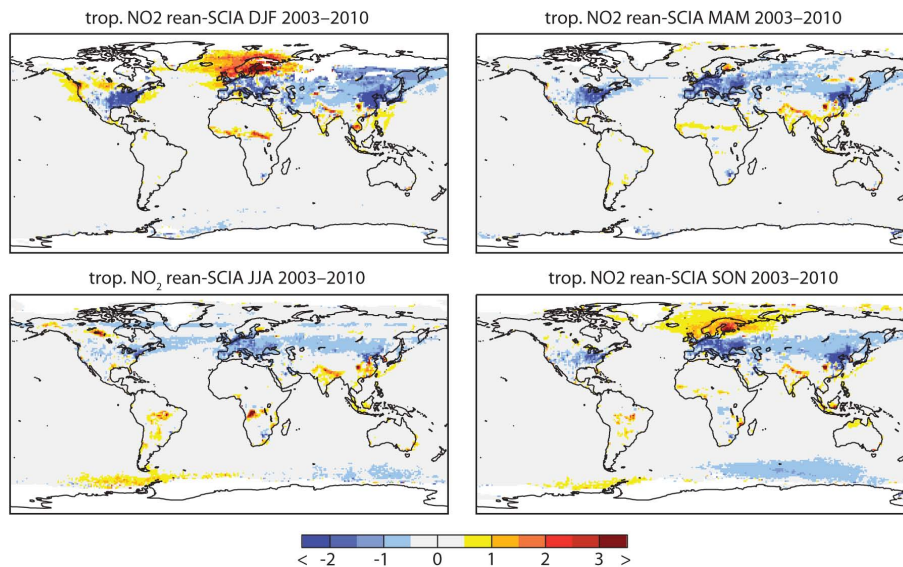 trop. NO2 rean-SCIA DJF 2003–2010
trop. NO2 rean-SCIA MAM 2003–2010
trop. NO₂ rean-SCIA JJA 2003–2010
trop. NO2 rean-SCIA SON 2003–2010
< -2 -1 0 1 2 3 >